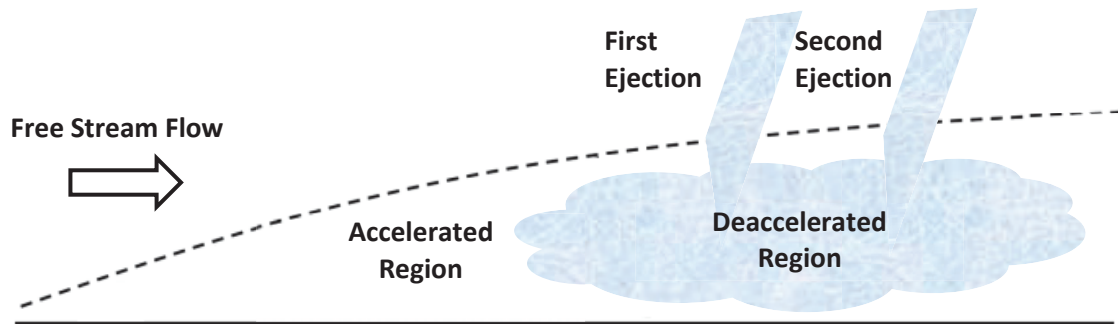 First
Ejection
Second
Ejection
Free Stream Flow
Accelerated
Region
Deaccelerated
Region